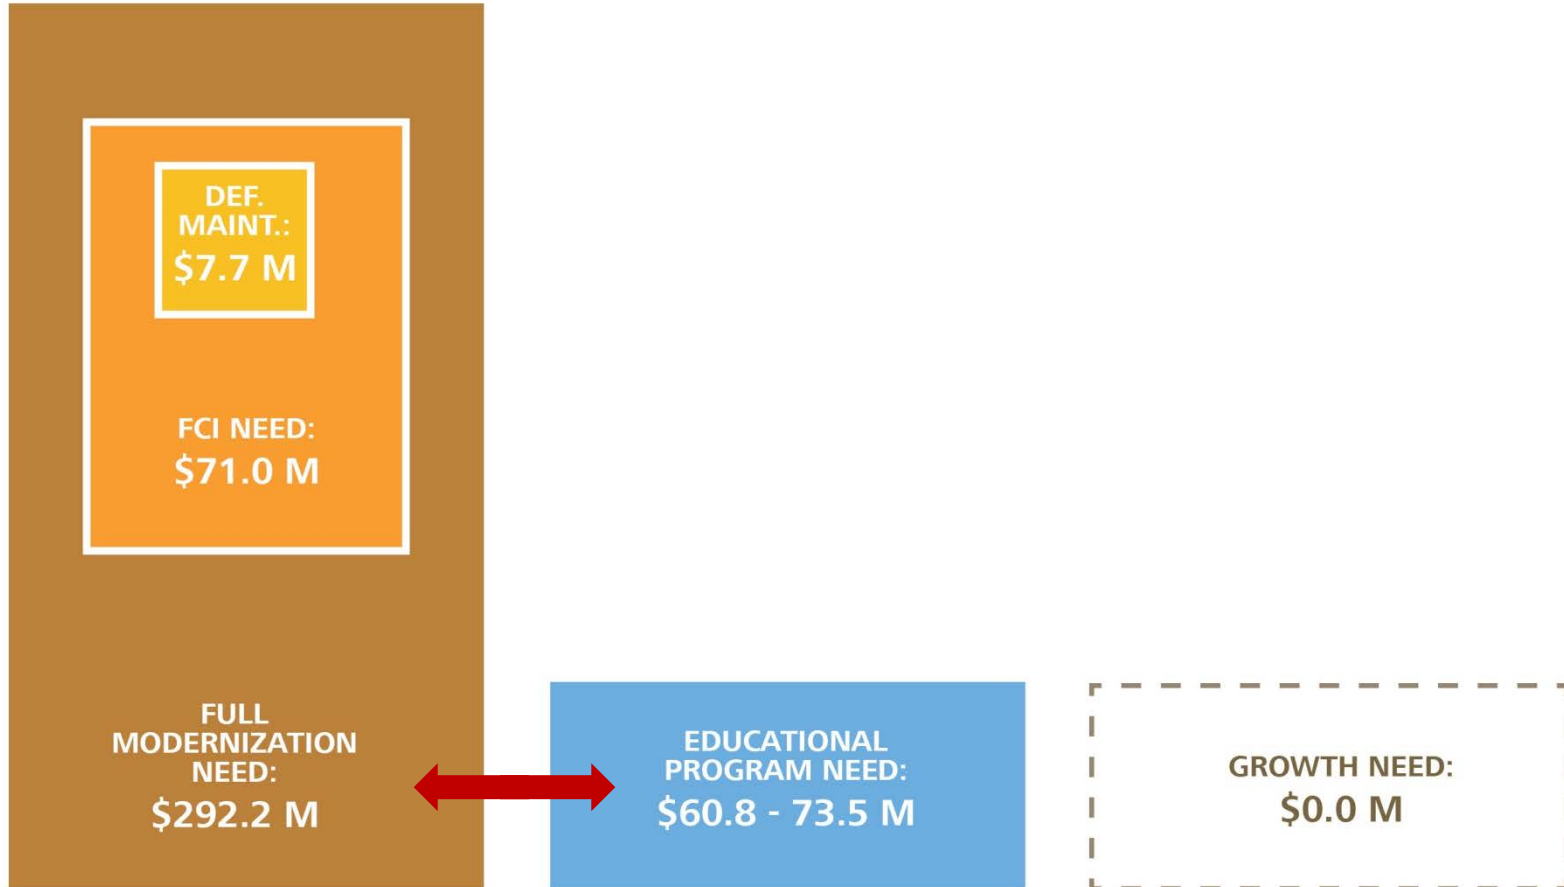 DEF.
MAINT.:
$7.7 M
FCI NEED:
$71.0 M
FULL
MODERNIZATION
NEED:
$292.2 M
EDUCATIONAL
PROGRAM NEED:
$60.8 - 73.5 M
GROWTH NEED:
$0.0 M